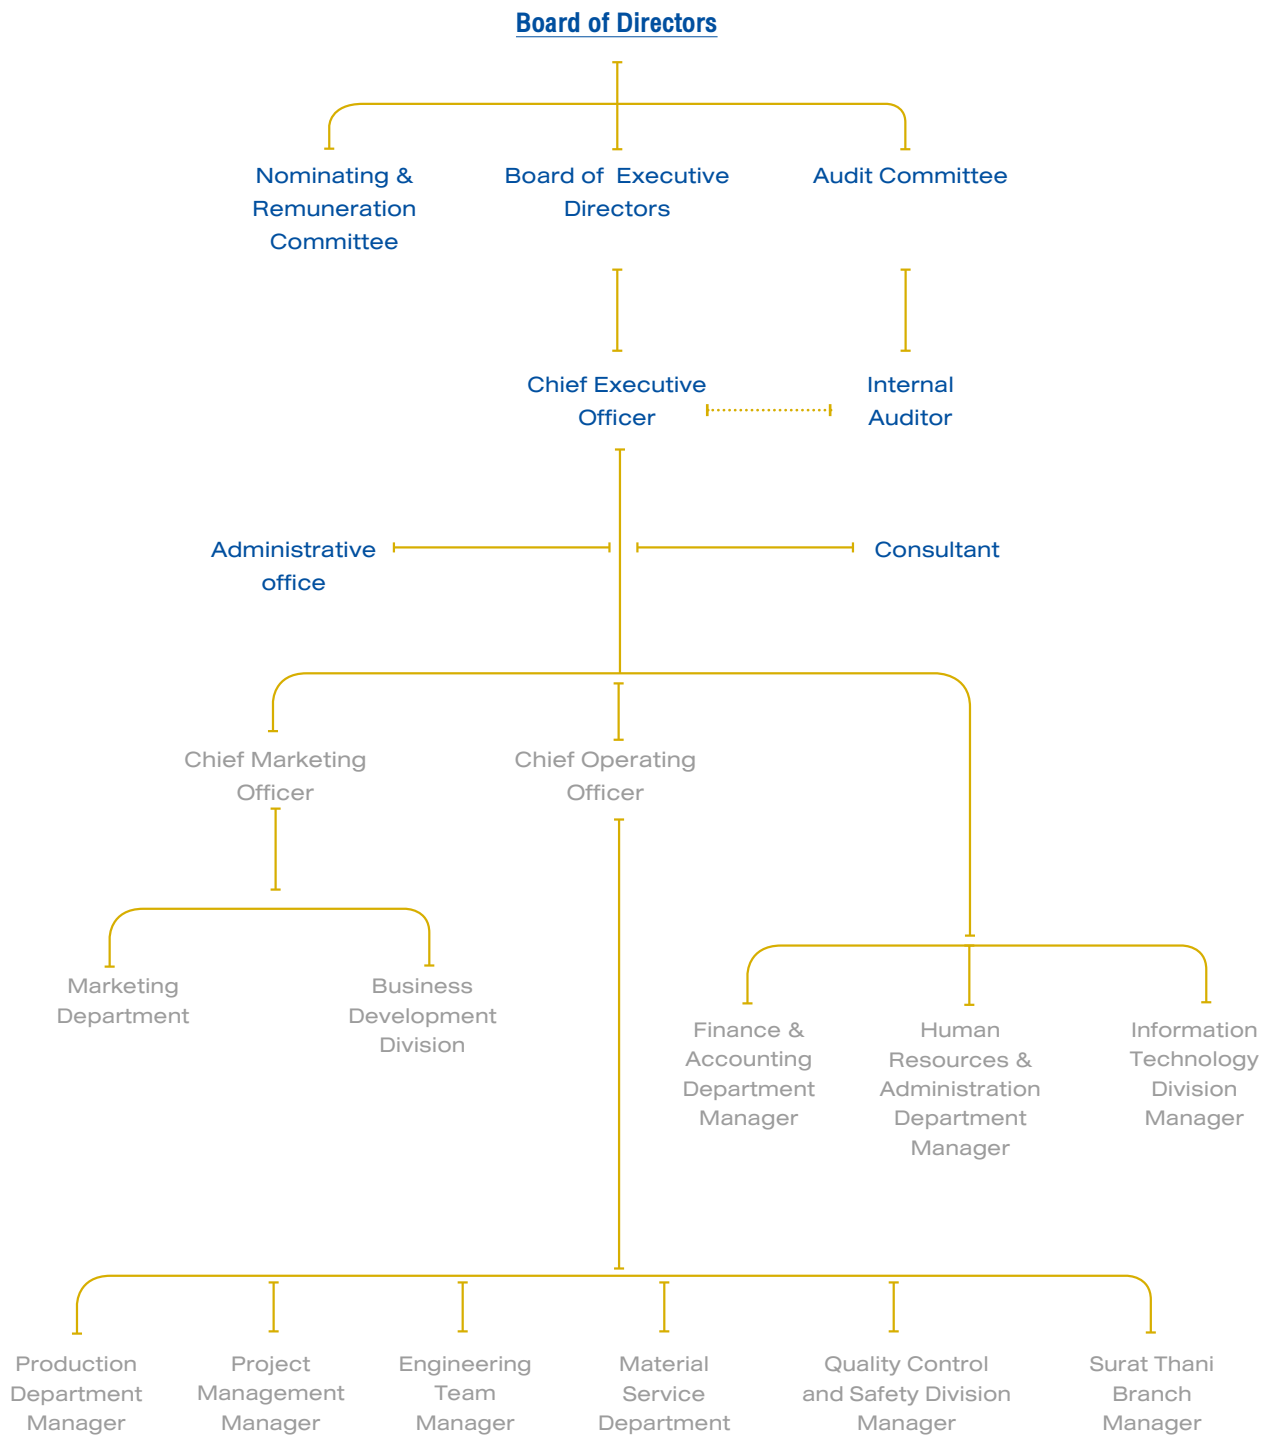 Board of Directors
Nominating &
Remuneration
Committee
Board of Executive
Directors
Audit Committee
Chief Executive
Officer
Internal
Auditor
Administrative
office
Consultant
Chief Marketing
Officer
Chief Operating
Officer
Marketing
Department
Business
Development
Division
Finance &
Accounting
Department
Manager
Human
Resources &
Administration
Department
Manager
Information
Technology
Division
Manager
Production
Department
Manager
Project
Management
Manager
Engineering
Team
Manager
Material
Service
Department
Quality Control
and Safety Division
Manager
Surat Thani
Branch
Manager